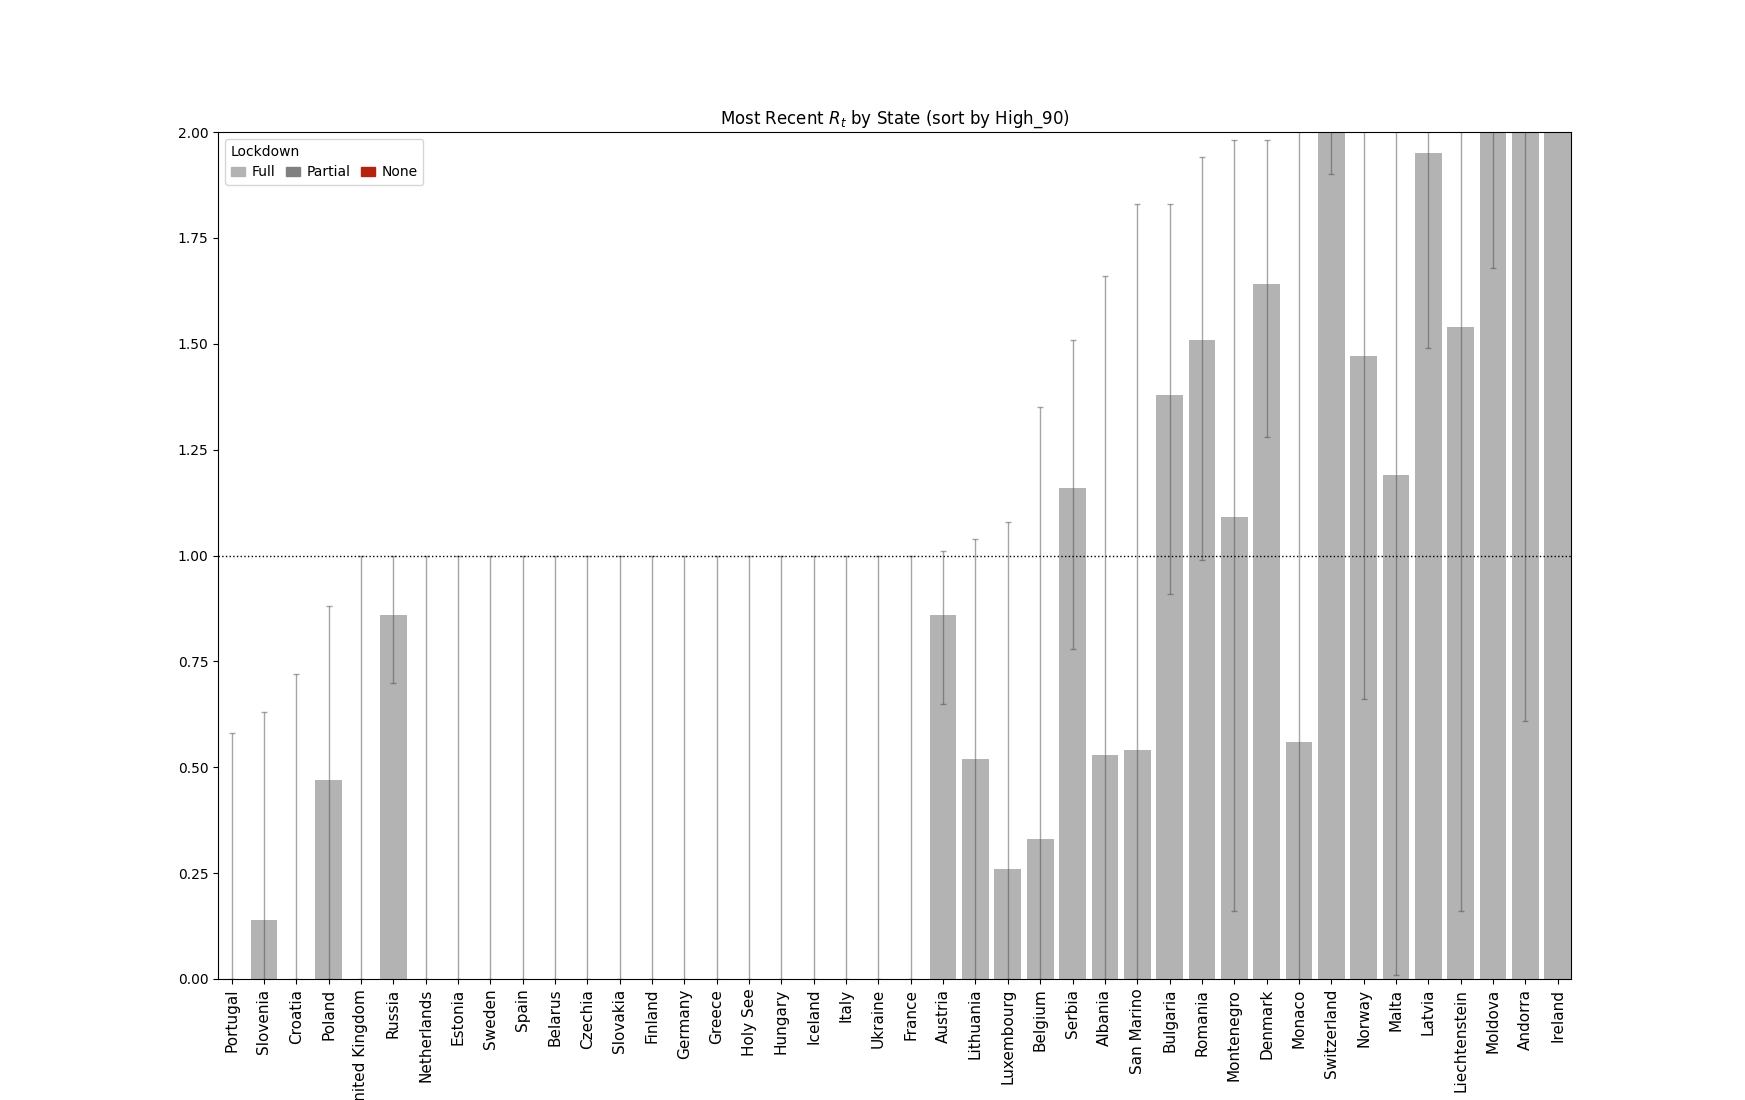 Most Recent R_t by State (sort by High_90)
Lockdown
Full Partial None
2.00
1.75
1.50
1.25
1.00
0.75
0.50
0.25
0.00
Portugal
Slovenia
Croatia
Poland
nited Kingdom
Russia
Netherlands
Estonia
Sweden
Spain
Belarus
Czechia
Slovakia
Finland
Germany
Greece
Holy See
Hungary
Iceland
Italy
Ukraine
France
Austria
Lithuania
Luxembourg
Belgium
Serbia
Albania
San Marino
Bulgaria
Romania
Montenegro
Denmark
Monaco
Switzerland
Norway
Malta
Latvia
Liechtenstein
Moldova
Andorra
Ireland